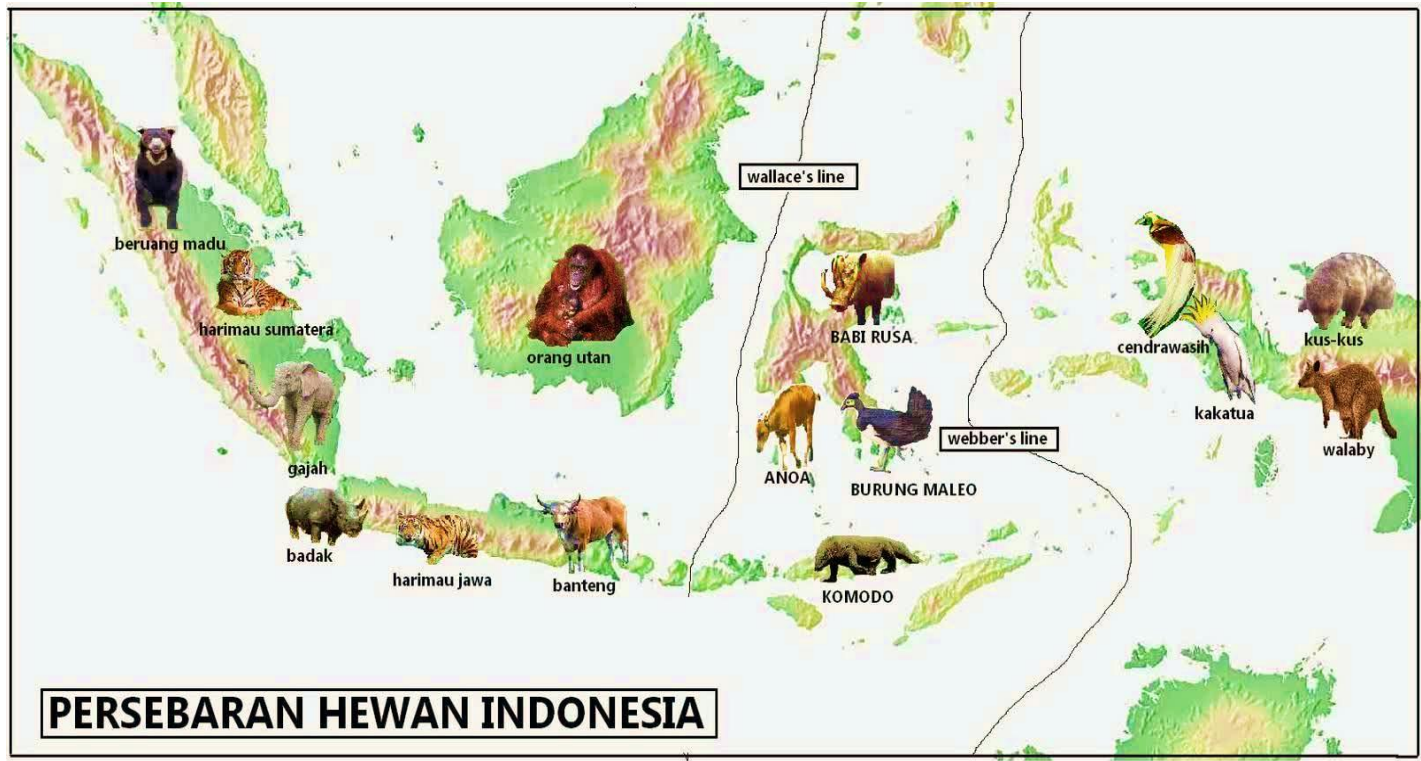 wallace's line
beruang madu
harimau sumatera
orang utan
BABI RUSA
cendrawasih
kus-kus
kakatua
walaby
webber's line
gajah
ANOA
BURUNG MALEO
badak
harimau jawa
banteng
KOMODO
PERSEBARAN HEWAN INDONESIA